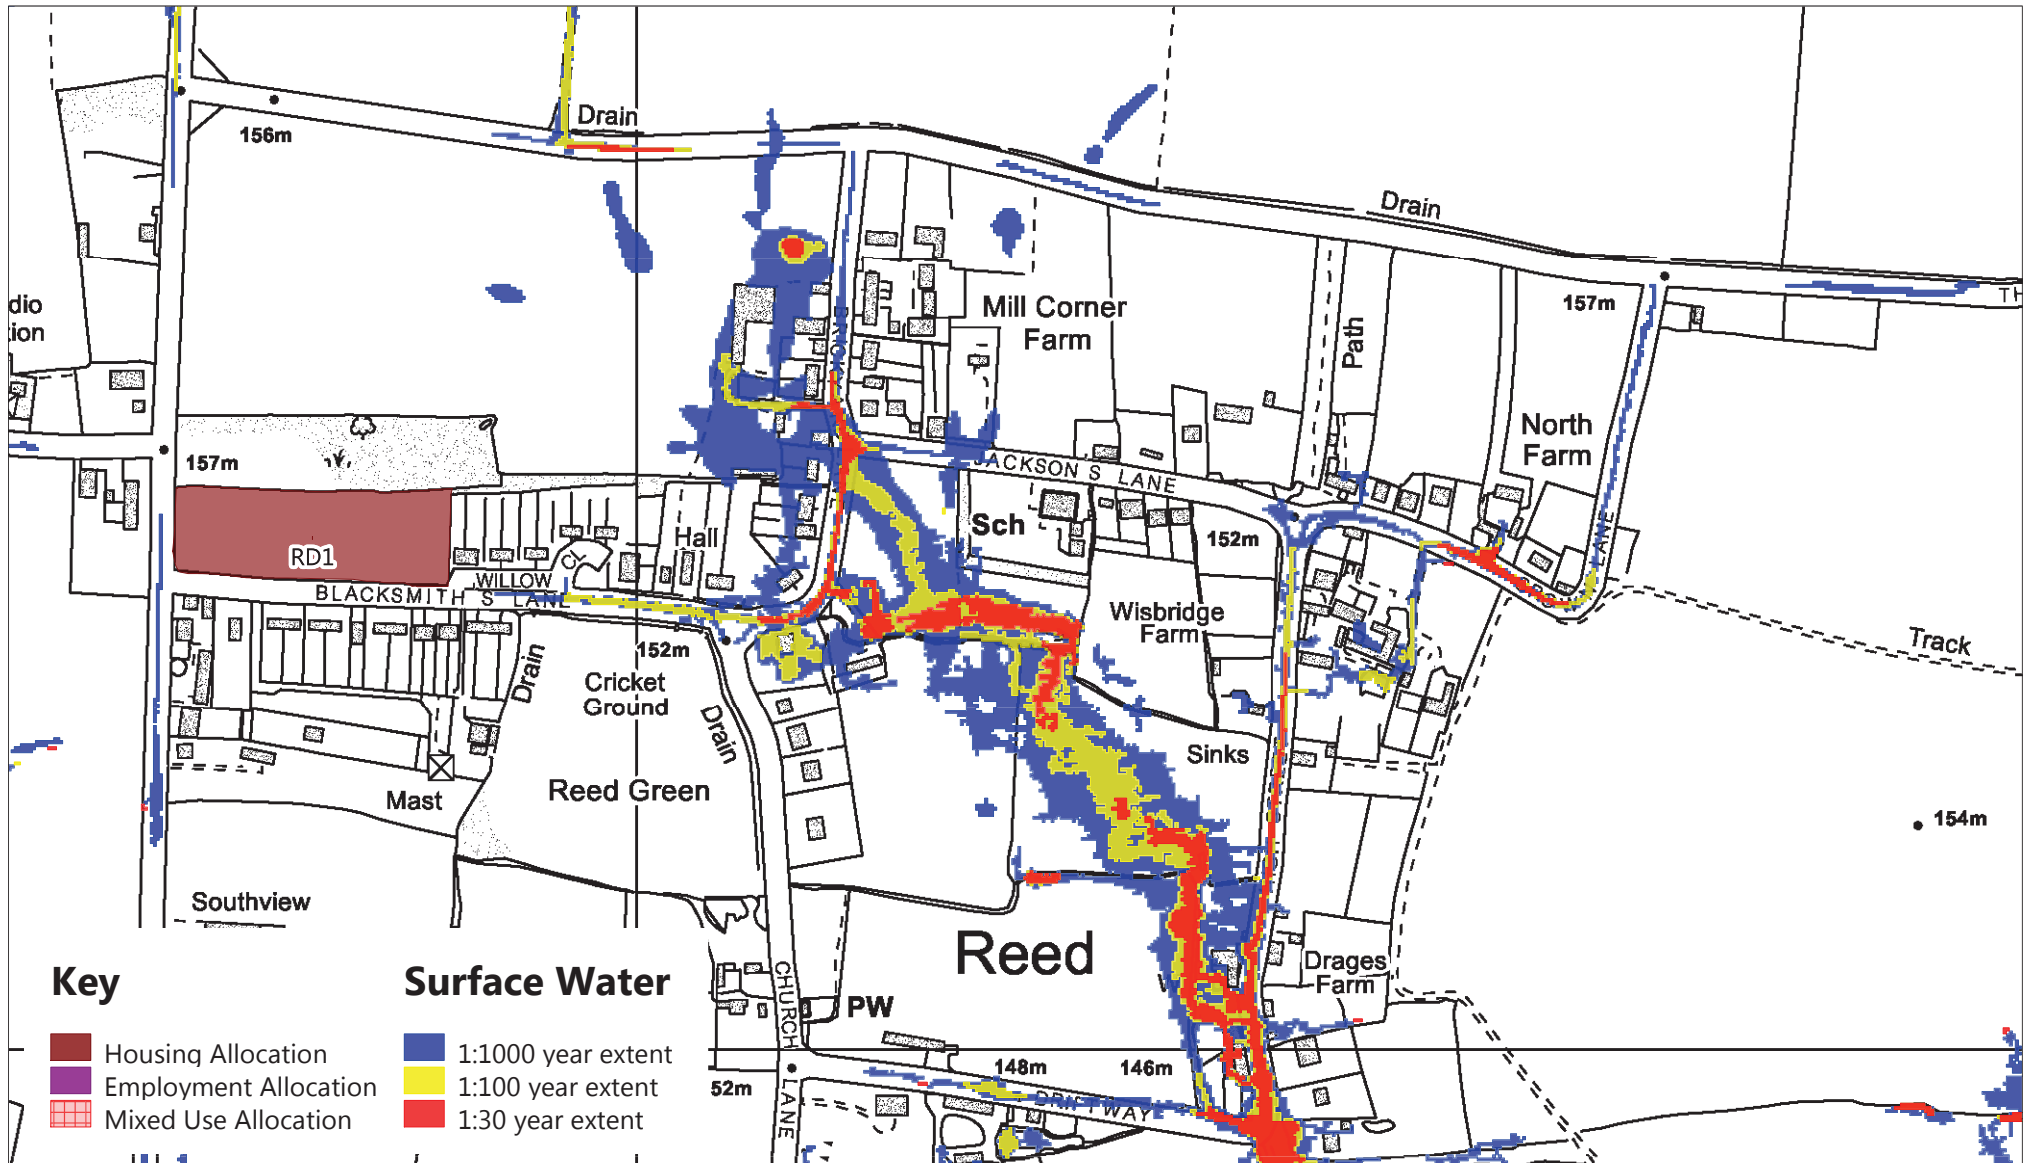 Drain
156m
Drain
dio
ion
157m
TH
Mill Corner
Farm
Path
North
Farm
157m
JACKSON S LANE
Sch
152m
LANE
RD1
Hall
WILLOW
CL
BLACKSMITH S LANE
Wisbridge
Farm
Track
152m
Drain
Cricket
Ground
Drain
Sinks
Reed Green
Mast
154m
Southview
Reed
Drages
Farm
CHURCH
LANE
PW
148m
146m
52m
DRIFTWAY
Key
Housing Allocation
Employment Allocation
Mixed Use Allocation
Surface Water
1:1000 year extent
1:100 year extent
1:30 year extent